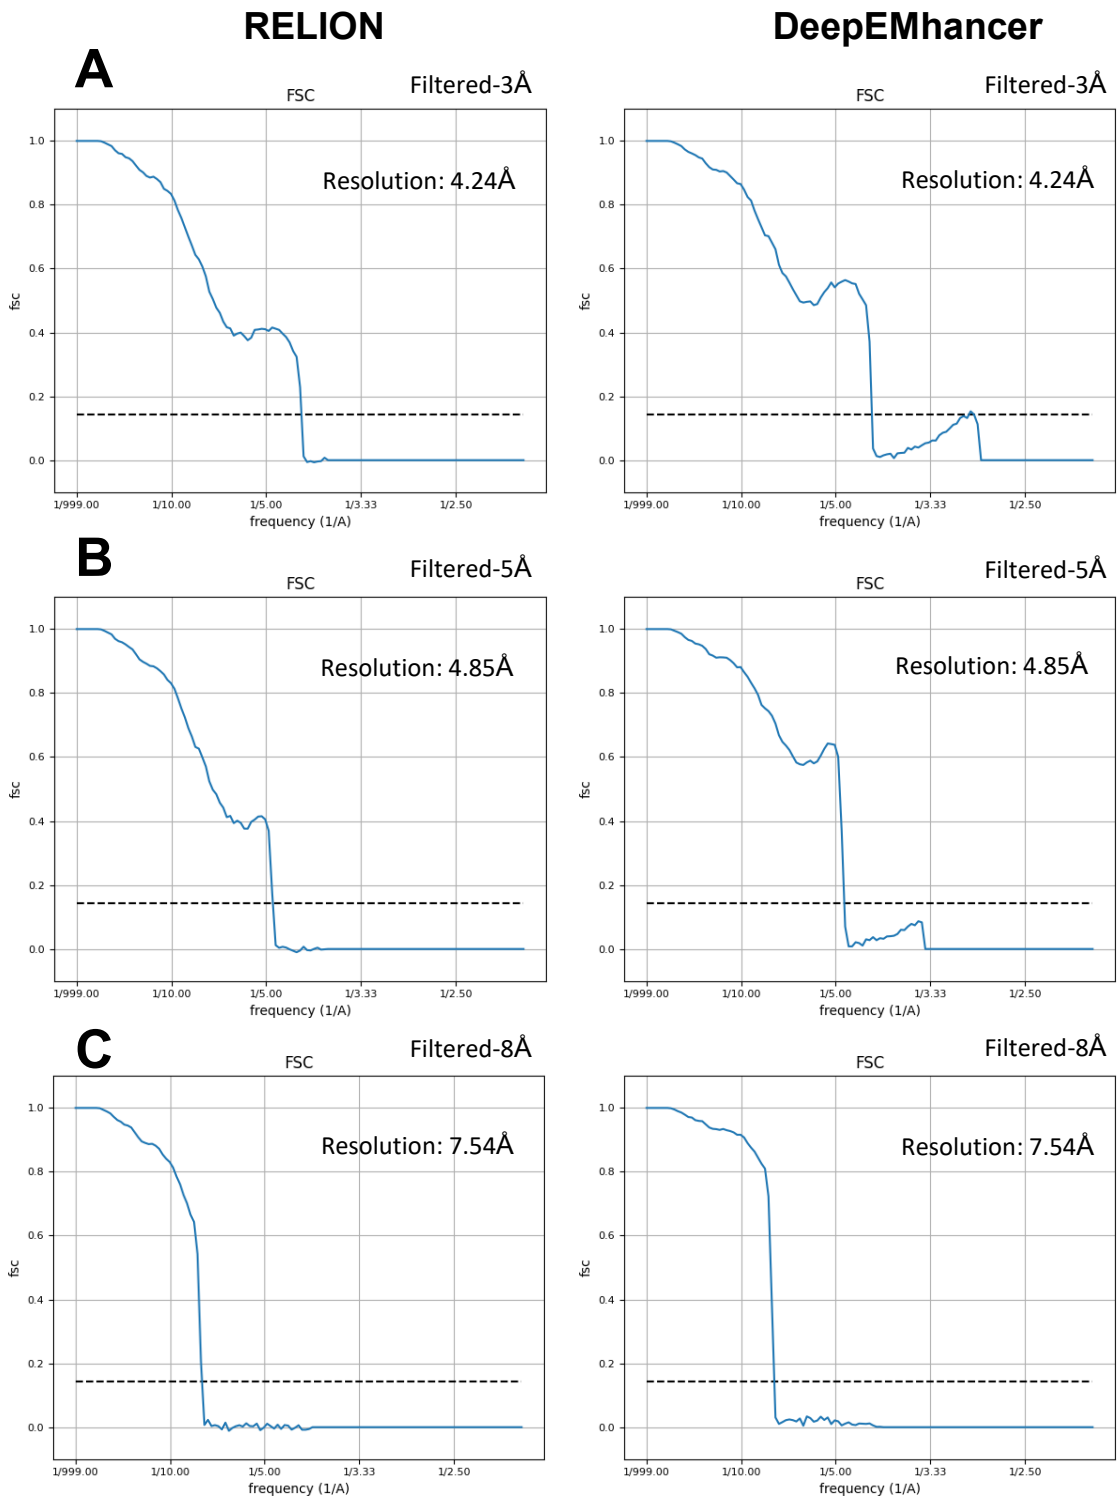 RELION
DeepEMhancer
A
Filtered-3Å
FSC
Resolution: 4.24Å
1.0
0.8
0.6
0.4
0.2
0.0
fsc
1/999.00 1/10.00 1/5.00 1/3.33 1/2.50
frequency (1/A)
Filtered-3Å
FSC
Resolution: 4.24Å
1.0
0.8
0.6
0.4
0.2
0.0
fsc
1/999.00 1/10.00 1/5.00 1/3.33 1/2.50
frequency (1/A)
B
Filtered-5Å
FSC
Resolution: 4.85Å
1.0
0.8
0.6
0.4
0.2
0.0
fsc
1/999.00 1/10.00 1/5.00 1/3.33 1/2.50
frequency (1/A)
Filtered-5Å
FSC
Resolution: 4.85Å
1.0
0.8
0.6
0.4
0.2
0.0
fsc
1/999.00 1/10.00 1/5.00 1/3.33 1/2.50
frequency (1/A)
C
Filtered-8Å
FSC
Resolution: 7.54Å
1.0
0.8
0.6
0.4
0.2
0.0
fsc
1/999.00 1/10.00 1/5.00 1/3.33 1/2.50
frequency (1/A)
Filtered-8Å
FSC
Resolution: 7.54Å
1.0
0.8
0.6
0.4
0.2
0.0
fsc
1/999.00 1/10.00 1/5.00 1/3.33 1/2.50
frequency (1/A)